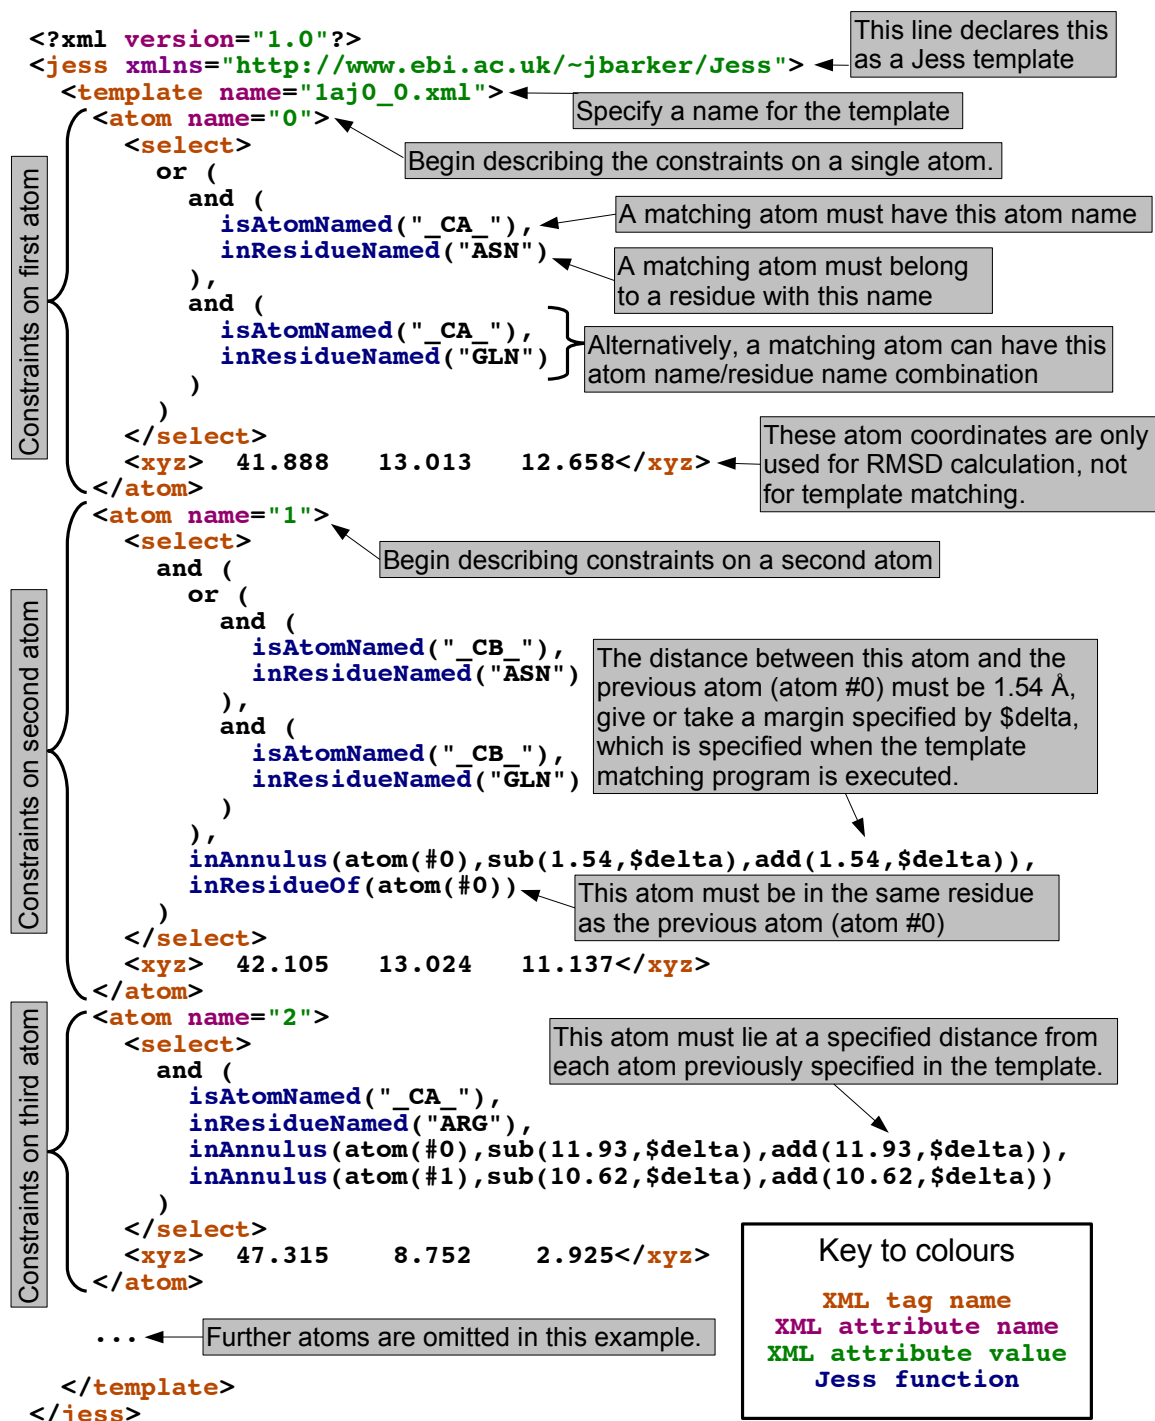 <?xml version="1.0"?>
<jess xmlns="http://www.ebi.ac.uk/~jbarker/Jess">
This line declares this
as a Jess template
<template name="1aj0_0.xml">
Specify a name for the template
Constraints on first atom
<atom name="0">
Begin describing the constraints on a single atom.
<select>
or (
and (
isAtomNamed("_CA_"),
A matching atom must have this atom name
inResidueNamed("ASN")
A matching atom must belong
to a residue with this name
),
and (
isAtomNamed("_CA_"),
inResidueNamed("GLN")
Alternatively, a matching atom can have this
atom name/residue name combination
)
)
</select>
<xyz> 41.888 13.013 12.658</xyz>
These atom coordinates are only
used for RMSD calculation, not
for template matching.
</atom>
Constraints on second atom
<atom name="1">
Begin describing constraints on a second atom
<select>
and (
or (
and (
isAtomNamed("_CB_"),
inResidueNamed("ASN")
),
and (
isAtomNamed("_CB_"),
inResidueNamed("GLN")
)
),
The distance between this atom and the
previous atom (atom #0) must be 1.54 Å,
give or take a margin specified by $delta,
which is specified when the template
matching program is executed.
inAnnulus(atom(#0),sub(1.54,$delta),add(1.54,$delta)),
inResidueOf(atom(#0))
This atom must be in the same residue
as the previous atom (atom #0)
)
</select>
<xyz> 42.105 13.024 11.137</xyz>
</atom>
Constraints on third atom
<atom name="2">
<select>
This atom must lie at a specified distance from
each atom previously specified in the template.
and (
isAtomNamed("_CA_"),
inResidueNamed("ARG"),
inAnnulus(atom(#0),sub(11.93,$delta),add(11.93,$delta)),
inAnnulus(atom(#1),sub(10.62,$delta),add(10.62,$delta))
)
</select>
<xyz> 47.315 8.752 2.925</xyz>
</atom>
...
Further atoms are omitted in this example.
</template>
</jess>
Key to colours
XML tag name
XML attribute name
XML attribute value
Jess function